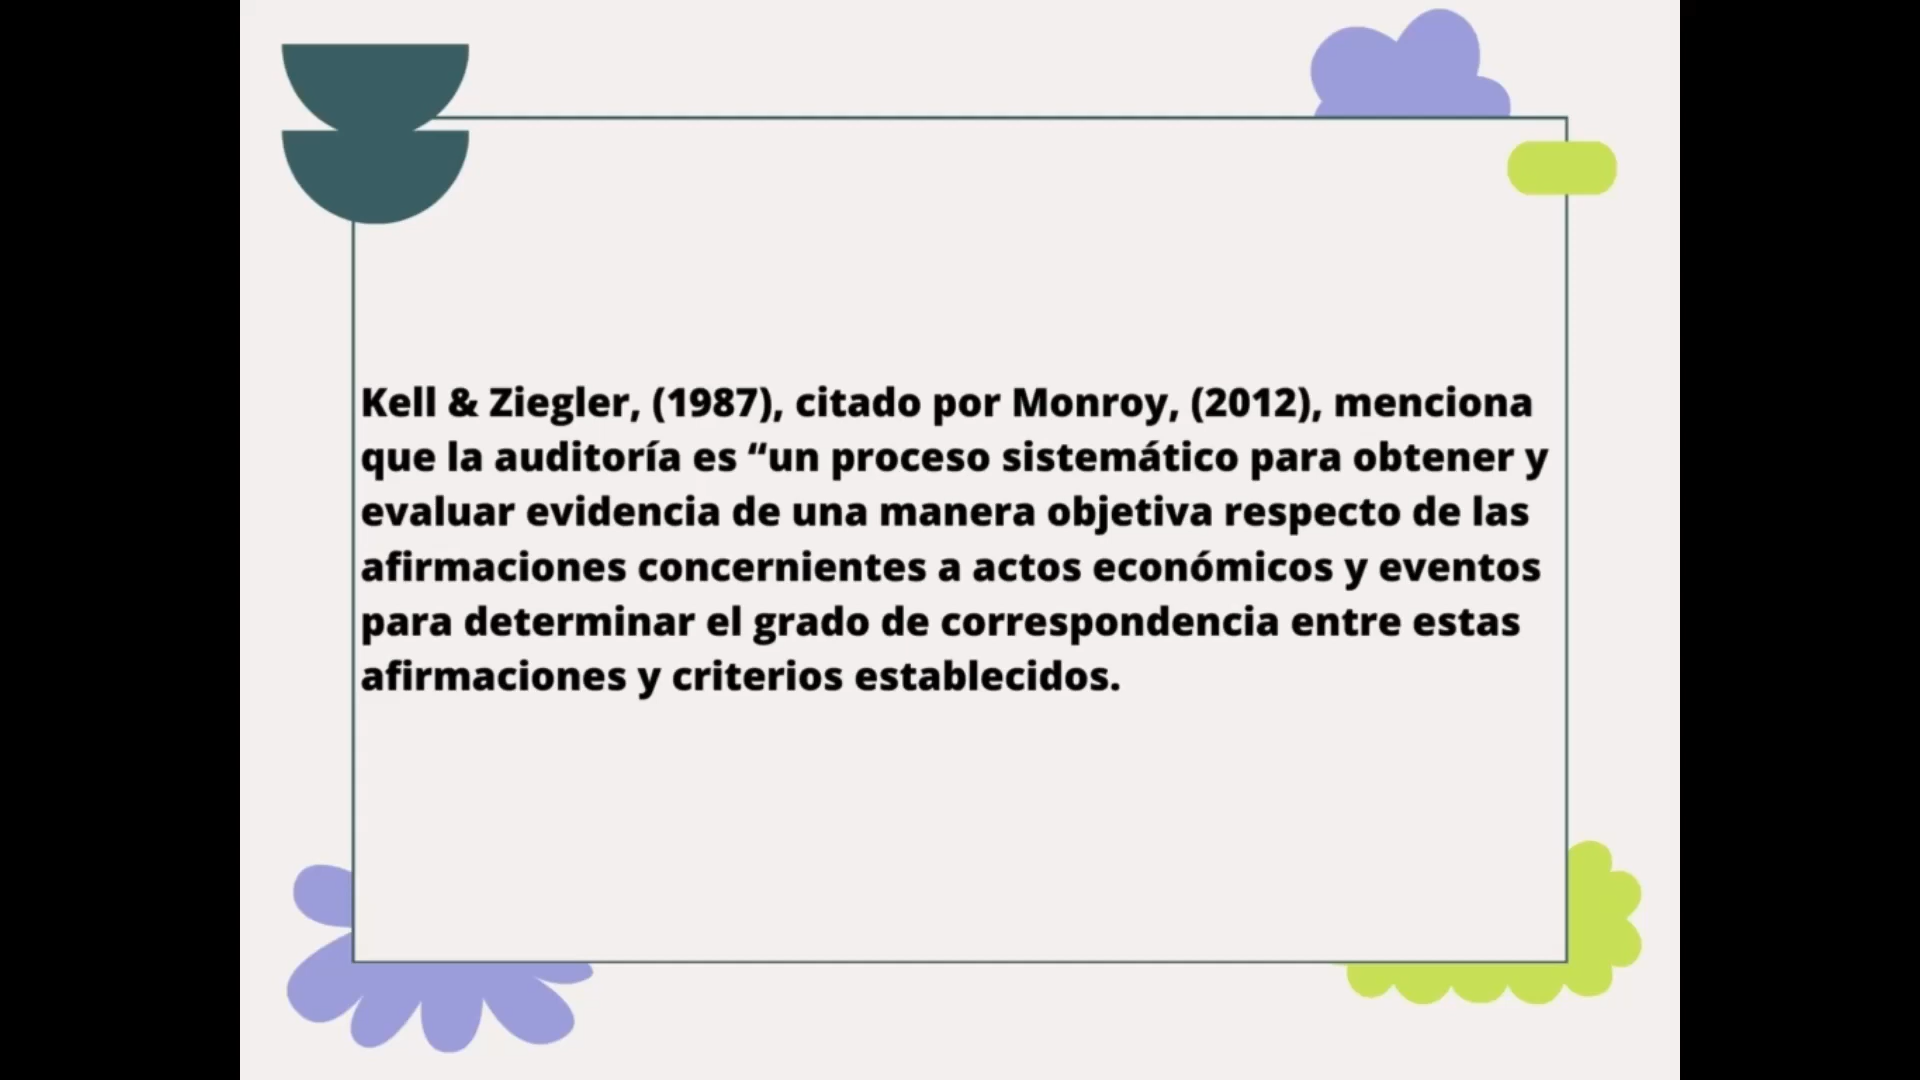 Kell & Ziegler, (1987), citado por Monroy, (2012), menciona
que la auditoría es “un proceso sistemático para obtener y
evaluar evidencia de una manera objetiva respecto de las
afirmaciones concernientes a actos económicos y eventos
para determinar el grado de correspondencia entre estas
afirmaciones y criterios establecidos.